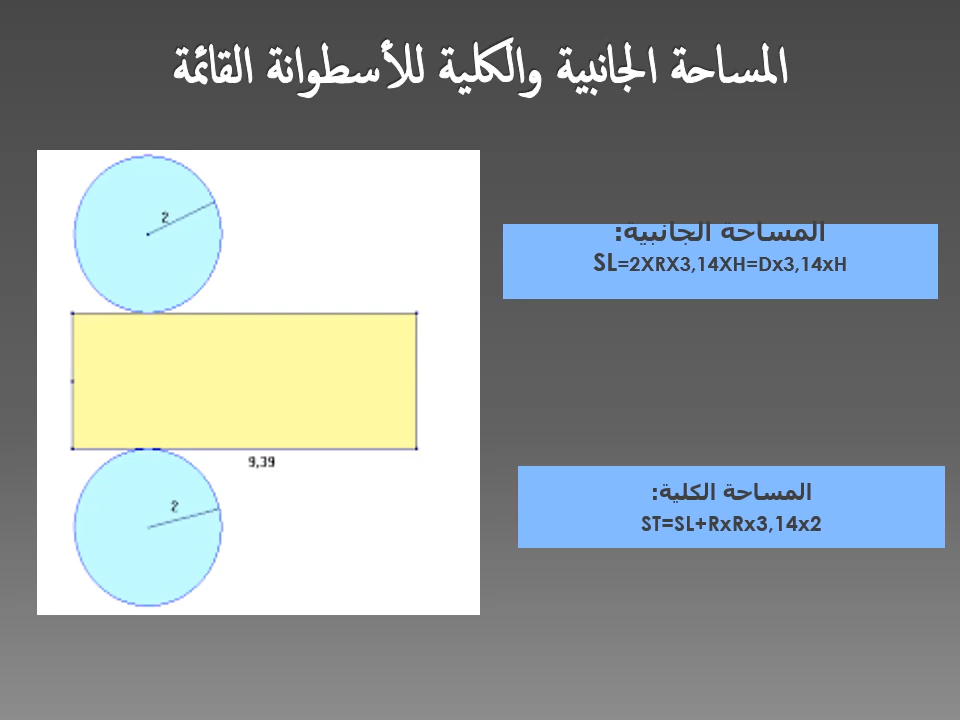 المساحة الجانبية والكلية للأسطوانة القائمة
المساحة الجانبية:
SL=2XRX3,14XH=Dx3,14xH
2
9,39
2
المساحة الكلية:
ST=SL+RxRx3,14x2